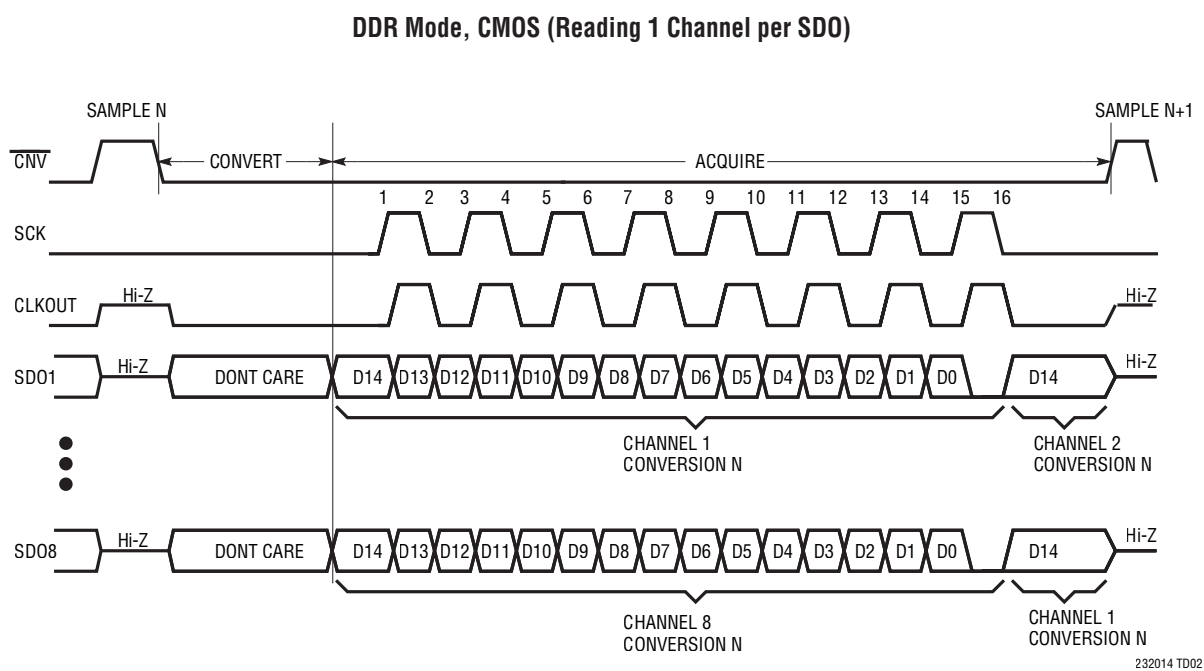 DDR Mode, CMOS (Reading 1 Channel per SDO)
SAMPLE N
SAMPLE N+1
CNV
CONVERT
ACQUIRE
1 2 3 4 5 6 7 8 9 10 11 12 13 14 15 16
SCK
CLKOUT
Hi-Z
Hi-Z
SDO1
Hi-Z
DONT CARE
D14 D13 D12 D11 D10 D9 D8 D7 D6 D5 D4 D3 D2 D1 D0
D14
Hi-Z
CHANNEL 1
CONVERSION N
CHANNEL 2
CONVERSION N
SDO8
Hi-Z
DONT CARE
D14 D13 D12 D11 D10 D9 D8 D7 D6 D5 D4 D3 D2 D1 D0
D14
Hi-Z
CHANNEL 8
CONVERSION N
CHANNEL 1
CONVERSION N
232014 TD02